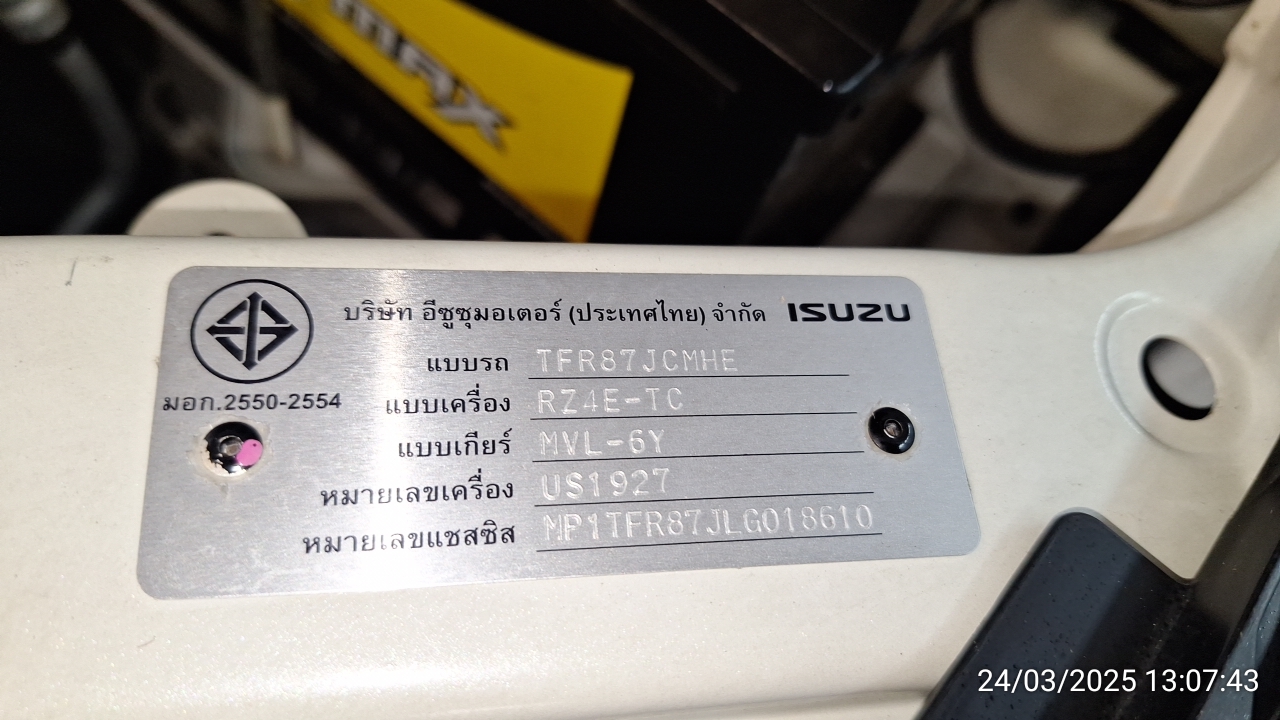 MAX
บริษัท อีซูซุมอเตอร์ (ประเทศไทย) จำกัด ISUZU
แบบรถ TFR87JCMHE
มอก.2550-2554 แบบเครื่อง RZ4E-TC
แบบเกียร์ MVL-6Y
หมายเลขเครื่อง US1927
หมายเลขแชสซิส MP1TFR87JLG018610
24/03/2025 13:07:43